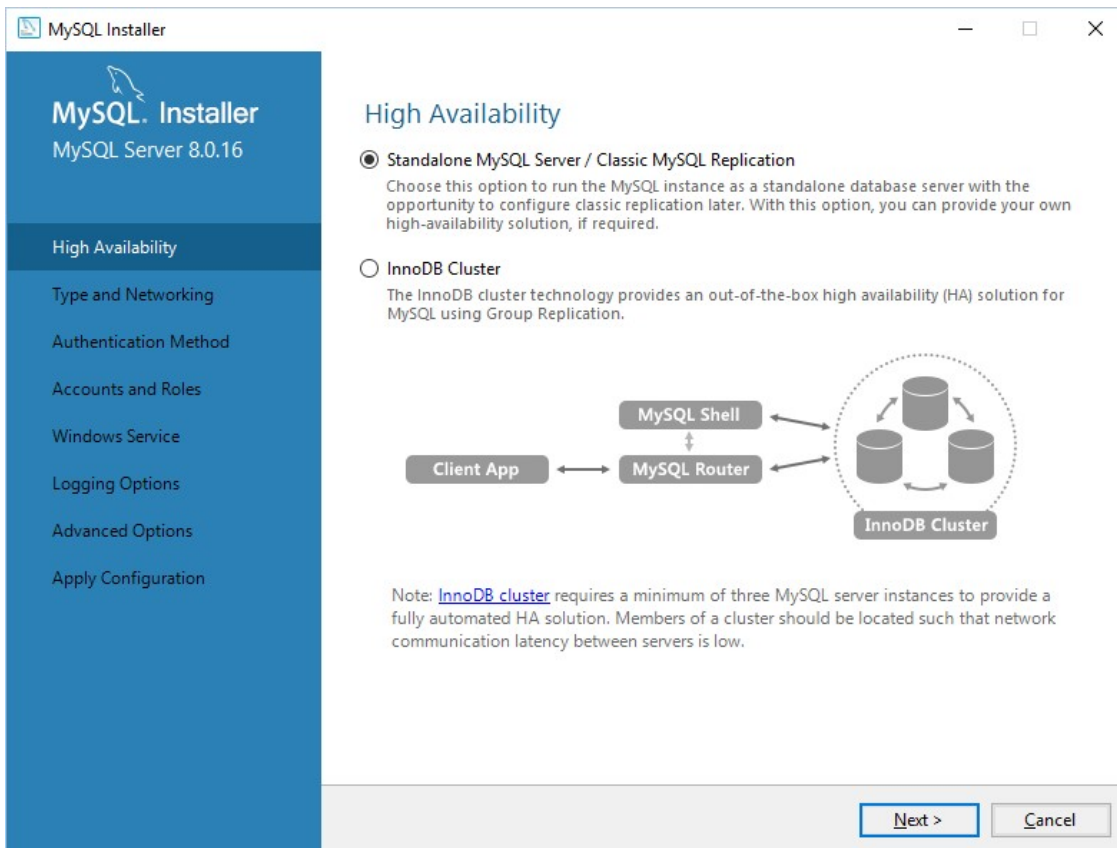 MySQL Installer
MySQL. Installer
MySQL Server 8.0.16
High Availability
Type and Networking
Authentication Method
Accounts and Roles
Windows Service
Logging Options
Advanced Options
Apply Configuration
High Availability
Standalone MySQL Server / Classic MySQL Replication
Choose this option to run the MySQL instance as a standalone database server with the
opportunity to configure classic replication later. With this option, you can provide your own
high-availability solution, if required.
InnoDB Cluster
The InnoDB cluster technology provides an out-of-the-box high availability (HA) solution for
MySQL using Group Replication.
MySQL Shell
Client App
MySQL Router
InnoDB Cluster
Note: InnoDB cluster requires a minimum of three MySQL server instances to provide a
fully automated HA solution. Members of a cluster should be located such that network
communication latency between servers is low.
Next >
Cancel